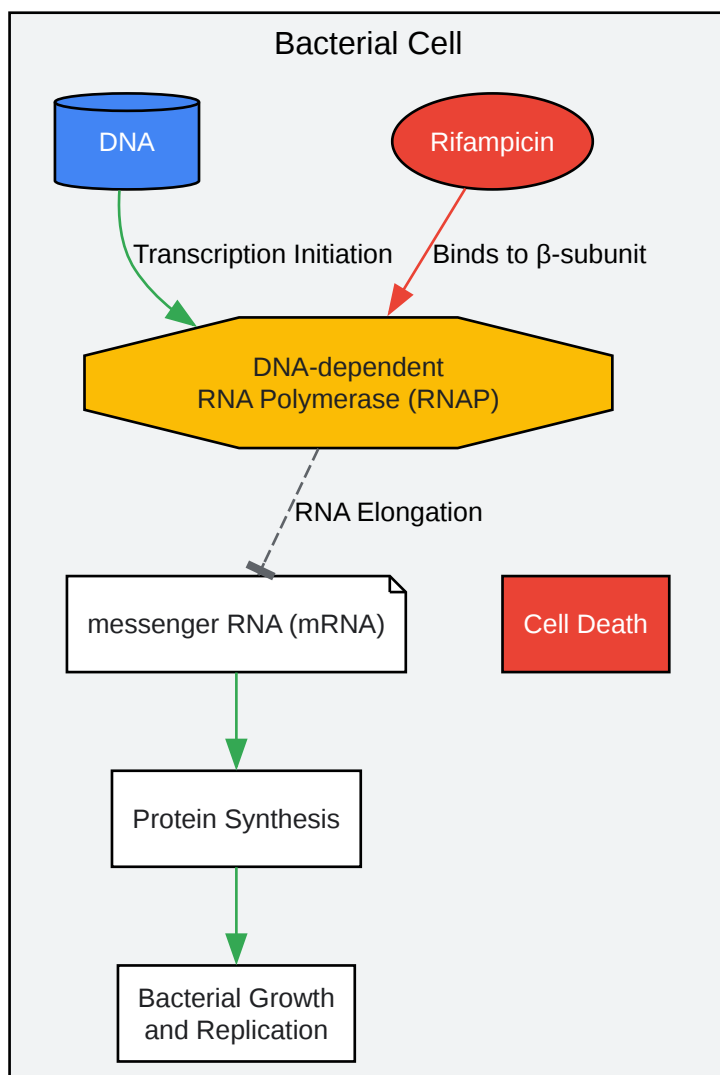 Bacterial Cell
DNA
Rifampicin
Transcription Initiation
Binds to β-subunit
DNA-dependent
RNA Polymerase (RNAP)
RNA Elongation
messenger RNA (mRNA)
Cell Death
Protein Synthesis
Bacterial Growth
and Replication